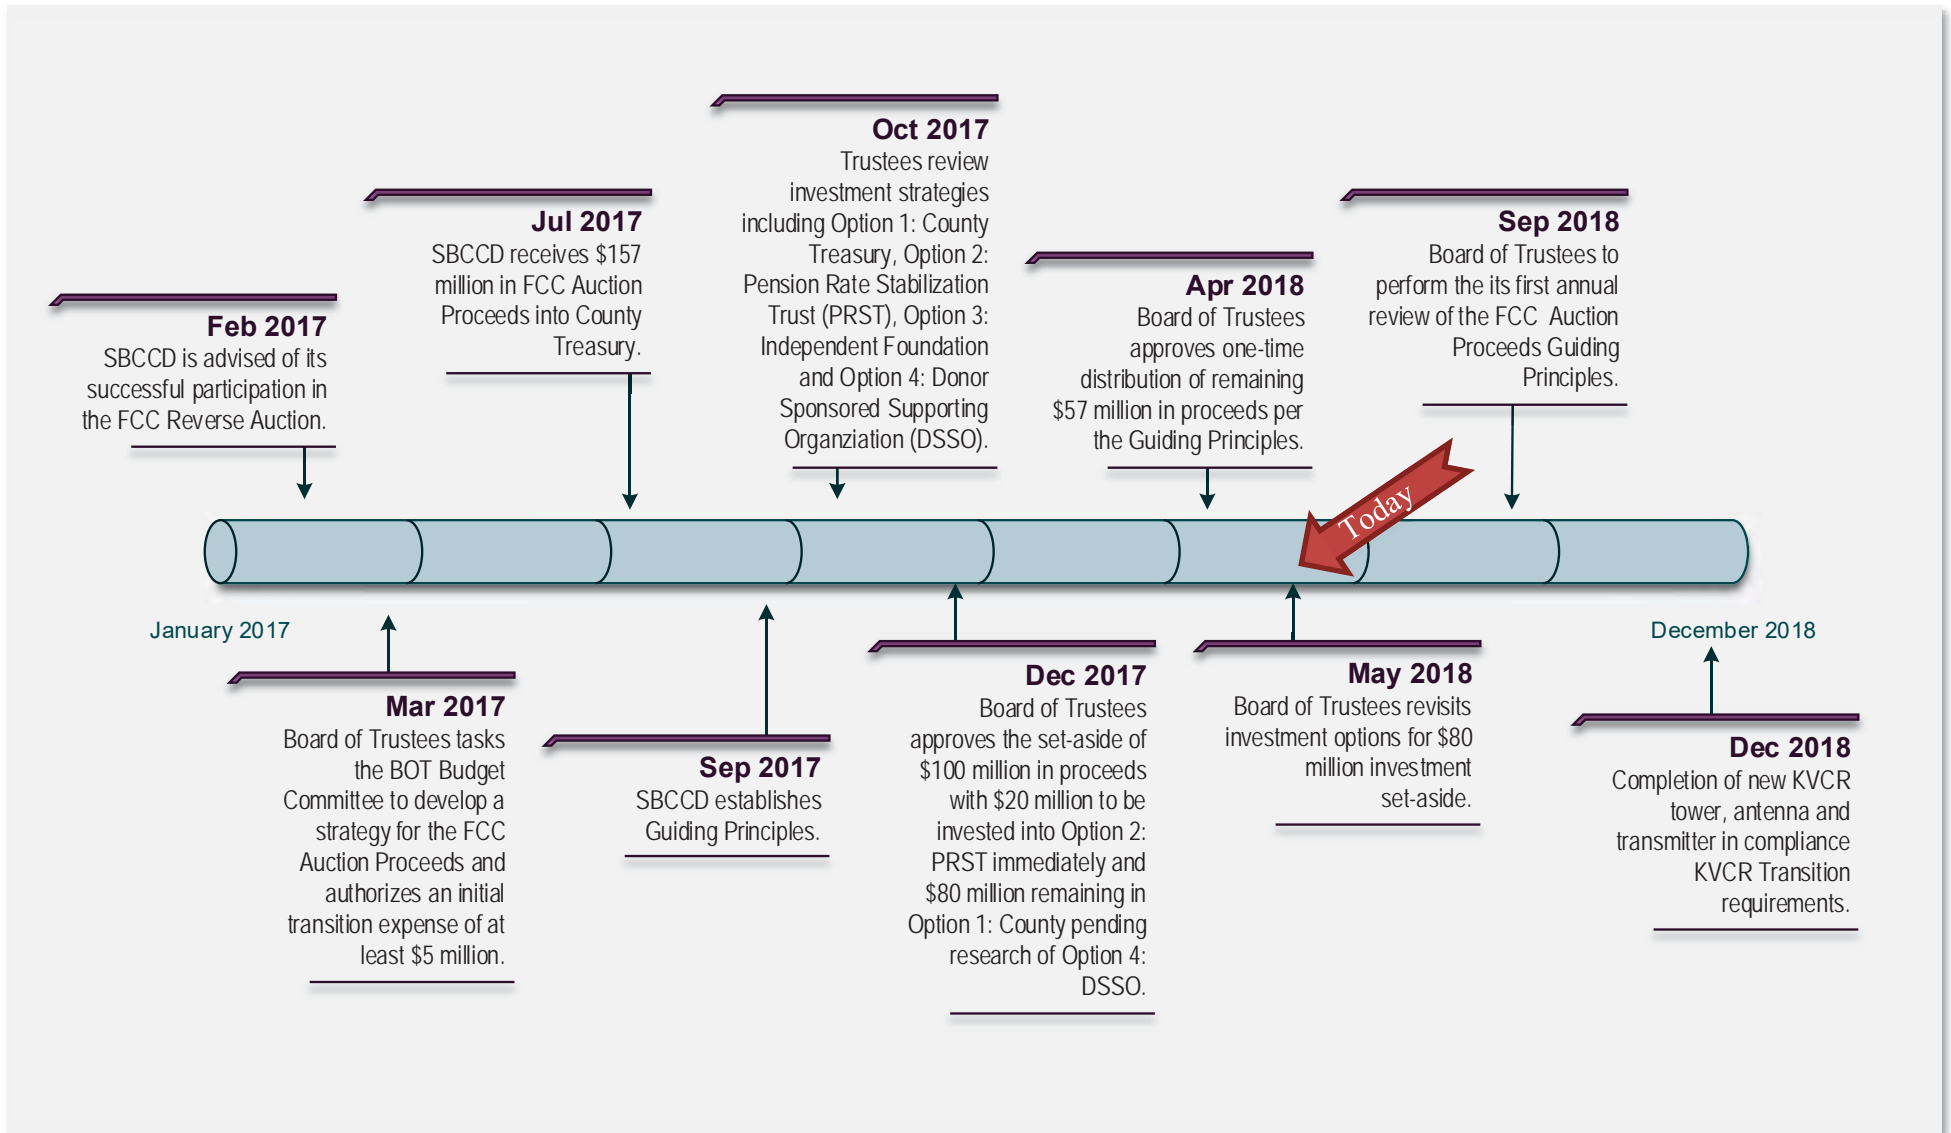 Feb 2017
SBCCD is advised of its
successful participation in
the FCC Reverse Auction.
Jul 2017
SBCCD receives $157
million in FCC Auction
Proceeds into County
Treasury.
Oct 2017
Trustees review
investment strategies
including Option 1: County
Treasury, Option 2:
Pension Rate Stabilization
Trust (PRST), Option 3:
Independent Foundation
and Option 4: Donor
Sponsored Supporting
Organziation (DSSO).
Apr 2018
Board of Trustees
approves one-time
distribution of remaining
$57 million in proceeds per
the Guiding Principles.
Sep 2018
Board of Trustees to
perform the its first annual
review of the FCC Auction
Proceeds Guiding
Principles.
Today
January 2017
December 2018
Mar 2017
Board of Trustees tasks
the BOT Budget
Committee to develop a
strategy for the FCC
Auction Proceeds and
authorizes an initial
transition expense of at
least $5 million.
Sep 2017
SBCCD establishes
Guiding Principles.
Dec 2017
Board of Trustees
approves the set-aside of
$100 million in proceeds
with $20 million to be
invested into Option 2:
PRST immediately and
$80 million remaining in
Option 1: County pending
research of Option 4:
DSSO.
May 2018
Board of Trustees revisits
investment options for $80
million investment
set-aside.
Dec 2018
Completion of new KVCR
tower, antenna and
transmitter in compliance
KVCR Transition
requirements.